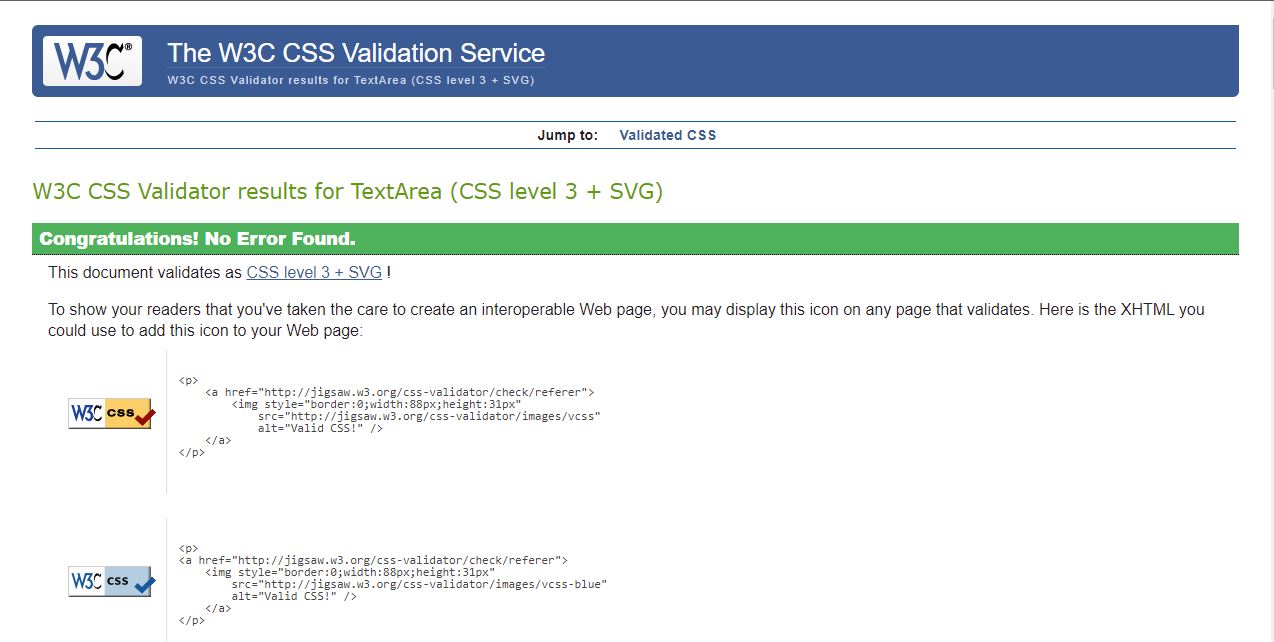 W3C®
The W3C CSS Validation Service
W3C CSS Validator results for TextArea (CSS level 3 + SVG)
Jump to: Validated CSS
W3C CSS Validator results for TextArea (CSS level 3 + SVG)
Congratulations! No Error Found.
This document validates as CSS level 3 + SVG !
To show your readers that you've taken the care to create an interoperable Web page, you may display this icon on any page that validates. Here is the XHTML you
could use to add this icon to your Web page:
W3C css
<p>
    <a href="http://jigsaw.w3.org/css-validator/check/referer">
        <img style="border:0;width:88px;height:31px"
            src="http://jigsaw.w3.org/css-validator/images/vcss"
            alt="Valid CSS!" />
    </a>
</p>
W3C css
<p>
<a href="http://jigsaw.w3.org/css-validator/check/referer">
    <img style="border:0;width:88px;height:31px"
        src="http://jigsaw.w3.org/css-validator/images/vcss-blue"
        alt="Valid CSS!" />
    </a>
</p>